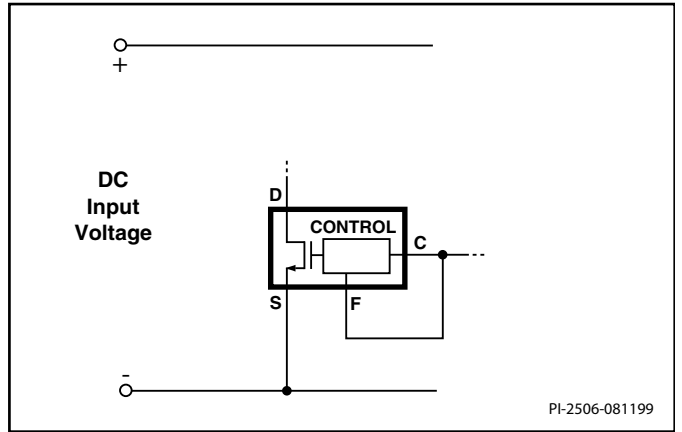 +
DC
Input
Voltage
D
CONTROL
C
S
F
-
PI-2506-081199